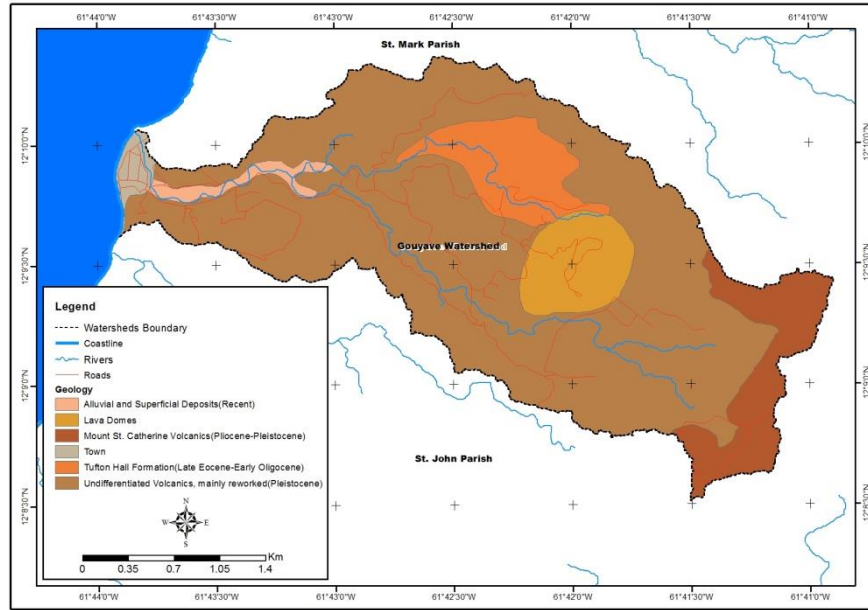 61°44'0"W 61°43'30"W 61°43'0"W 61°42'30"W 61°42'0"W 61°41'30"W 61°41'0"W
St. Mark Parish
12°10'0"N 12°10'0"N
Gouyave Watershed
12°9'30"N 12°9'30"N
Legend
Watersheds Boundary
Coastline
Rivers
Roads
Geology
Alluvial and Superficial Deposits(Recent)
Lava Domes
Mount St. Catherine Volcanics(Pliocene-Pleistocene)
Town
Tufton Hall Formation(Late Eocene-Early Oligocene)
Undifferentiated Volcanics, mainly reworked(Pleistocene)
12°9'0"N 12°9'0"N
St. John Parish
12°8'30"N 12°8'30"N
N
W E
S
Km
0 0.35 0.7 1.05 1.4
61°44'0"W 61°43'30"W 61°43'0"W 61°42'30"W 61°42'0"W 61°41'30"W 61°41'0"W